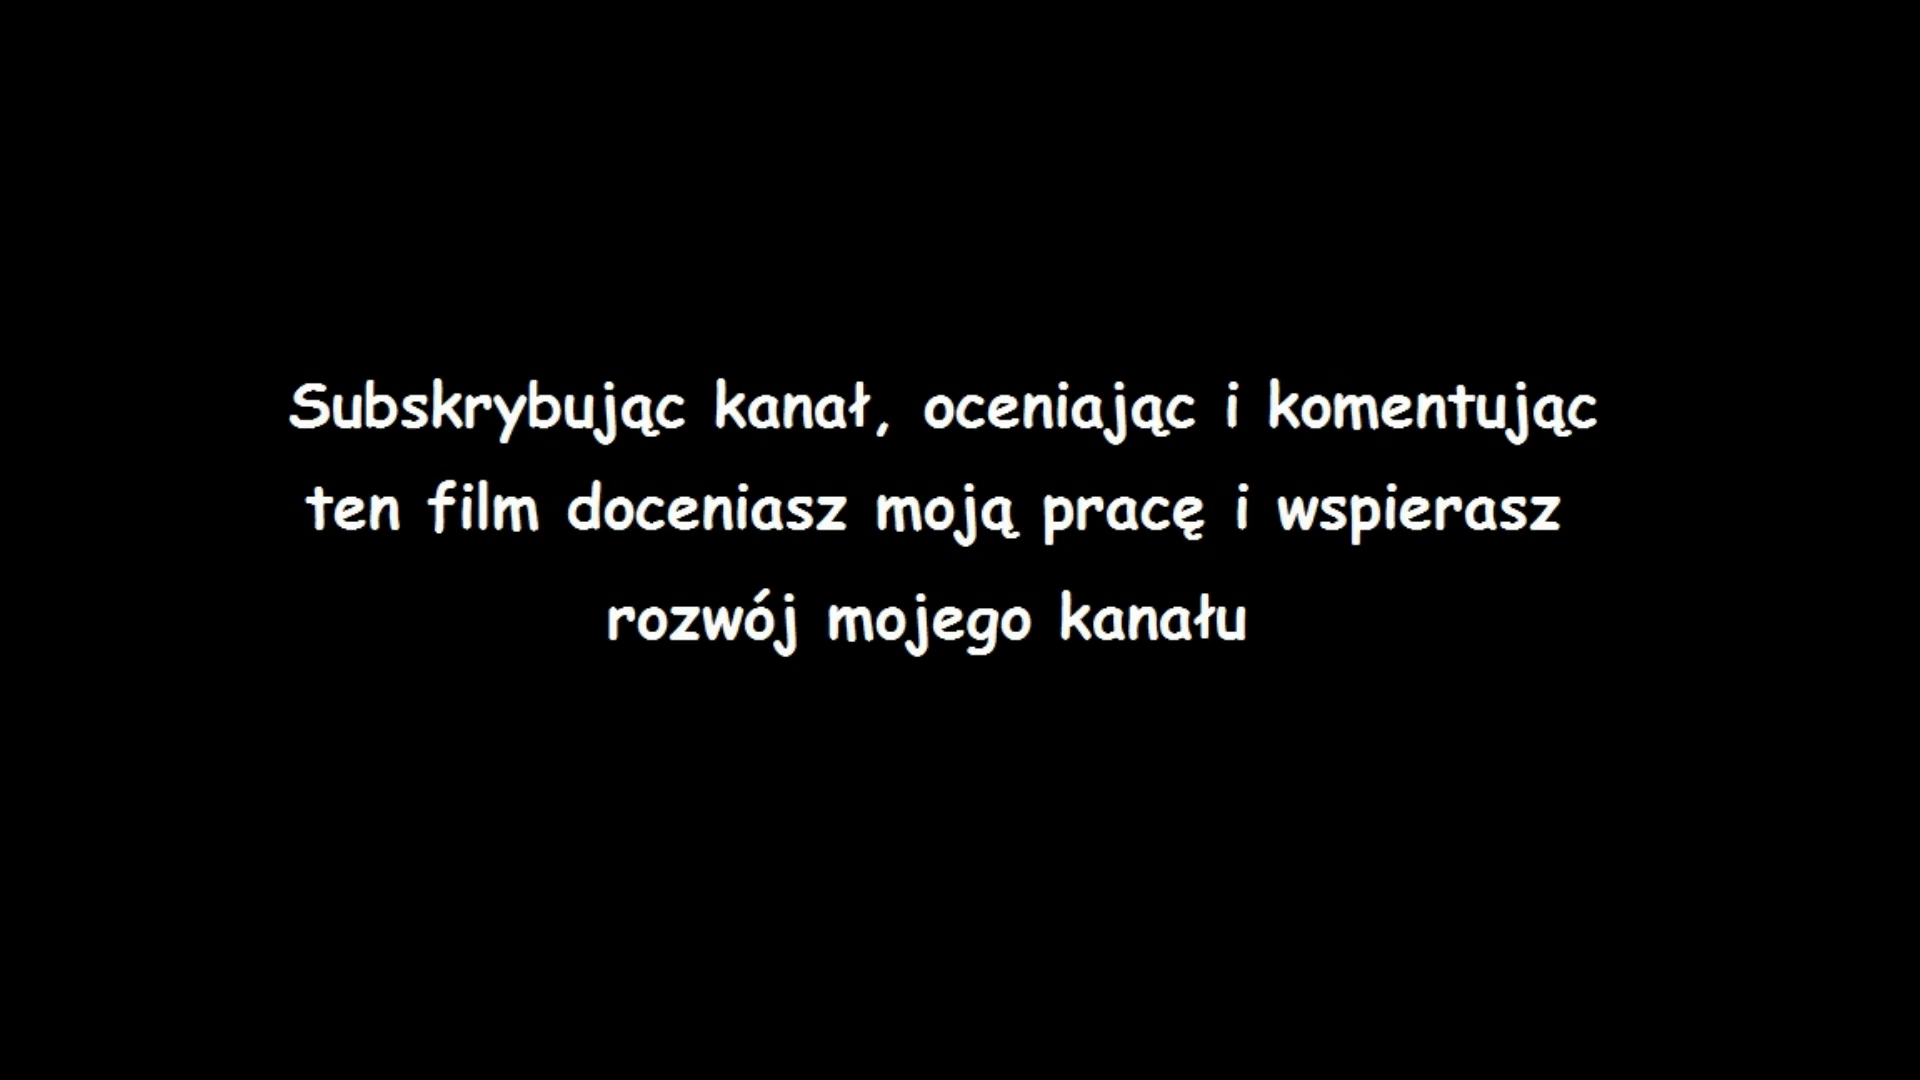 Subskrybując kanał, oceniając i komentując
ten film doceniasz moją pracę i wspierasz
rozwój mojego kanału